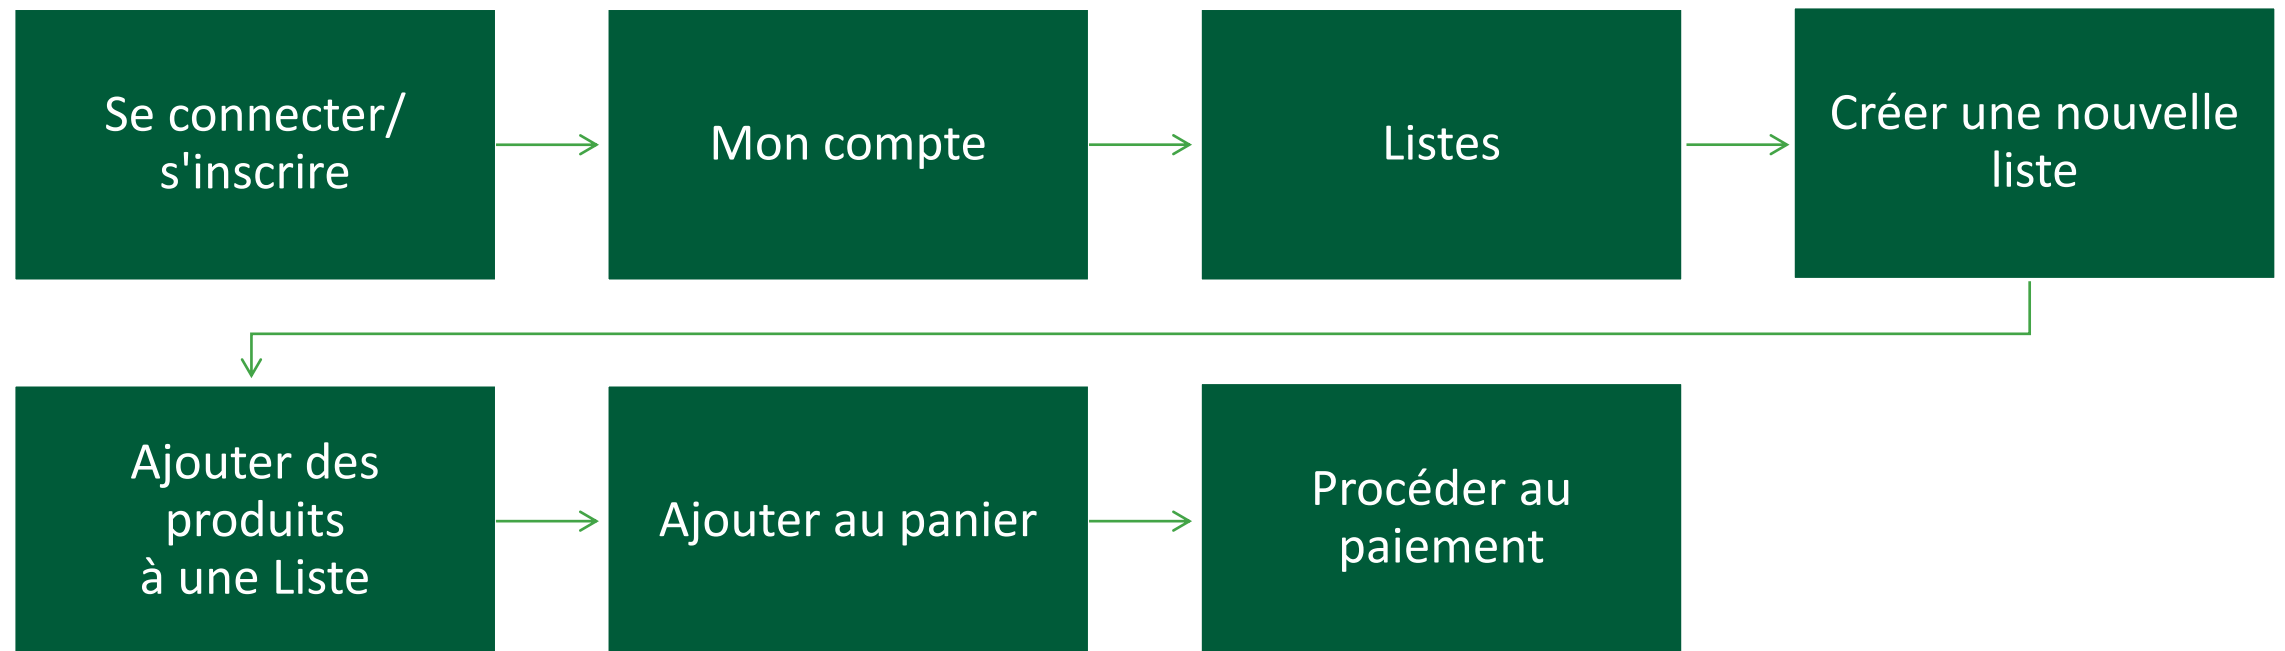 Se connecter/
s'inscrire
Mon compte
Listes
Créer une nouvelle
liste
Ajouter des
produits
à une Liste
Ajouter au panier
Procéder au
paiement